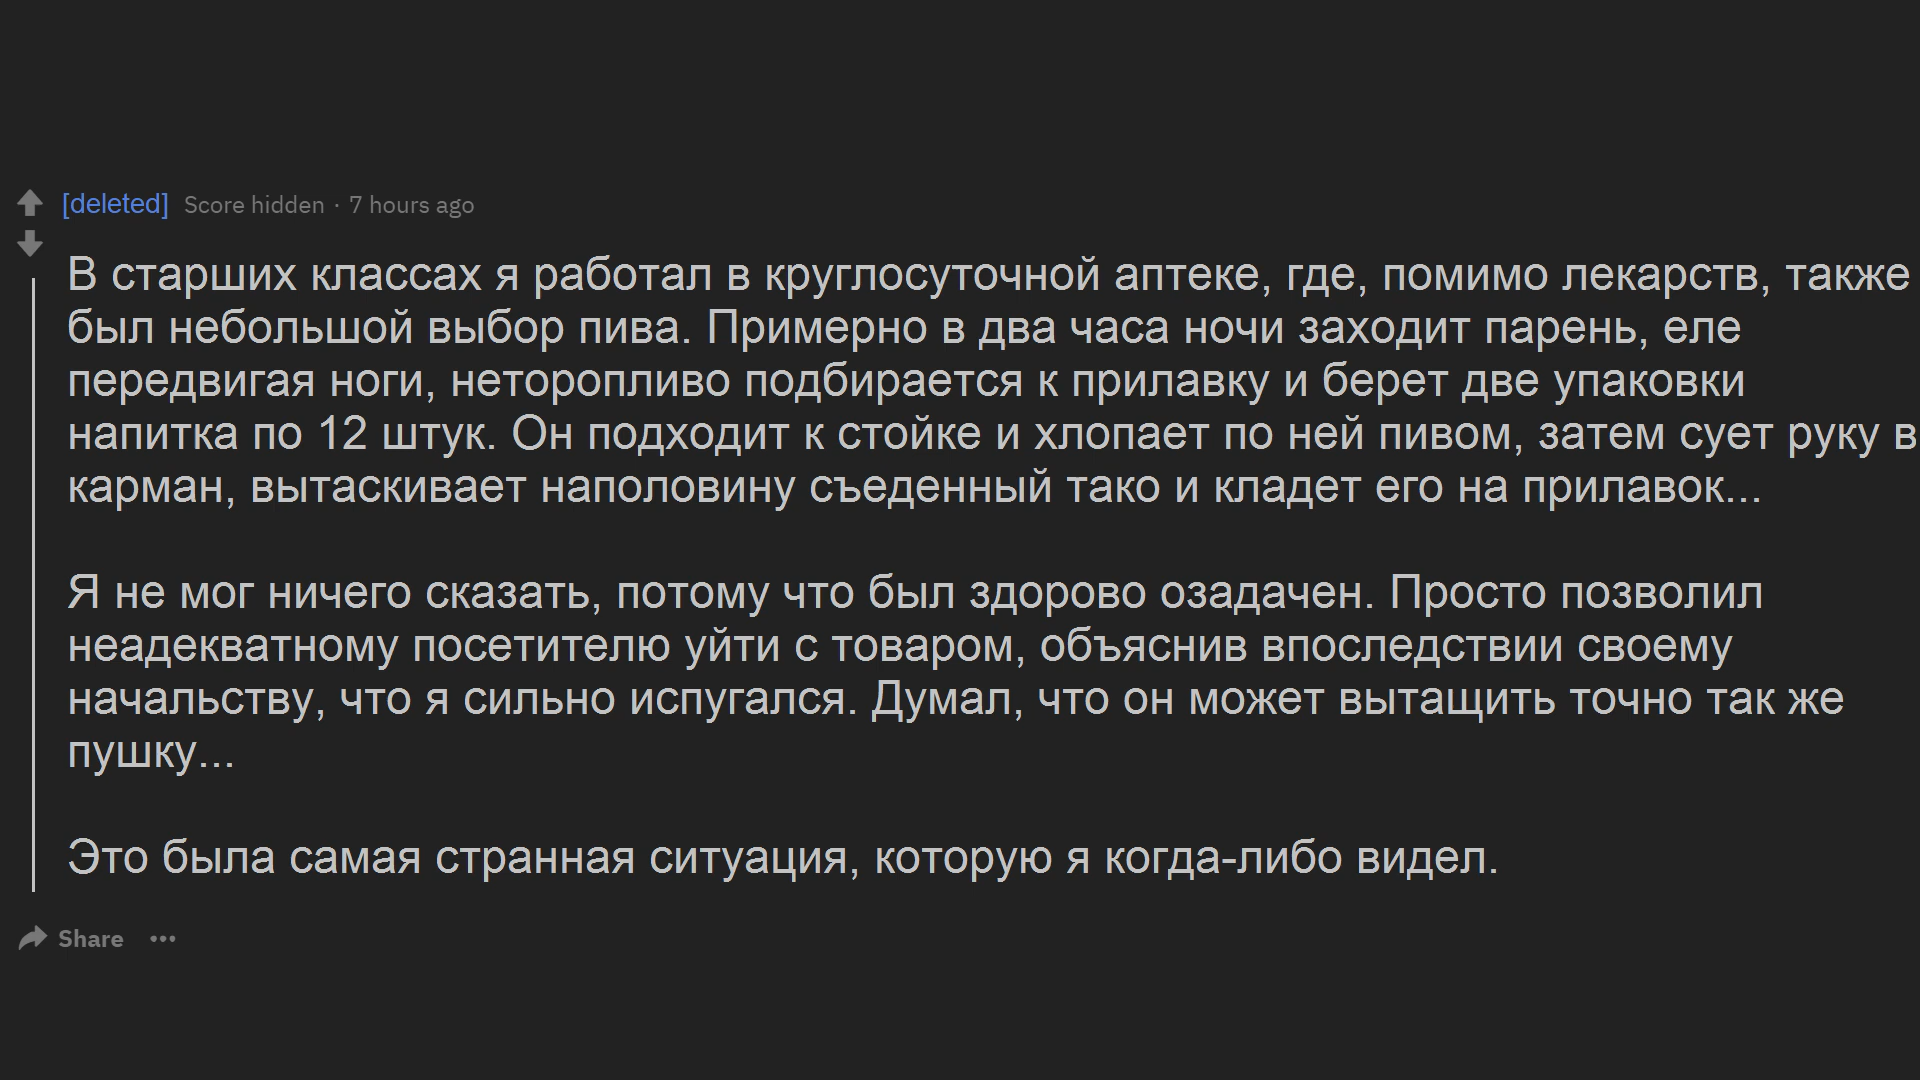 [deleted] Score hidden · 7 hours ago
В старших классах я работал в круглосуточной аптеке, где, помимо лекарств, также
был небольшой выбор пива. Примерно в два часа ночи заходит парень, еле
передвигая ноги, неторопливо подбирается к прилавку и берет две упаковки
напитка по 12 штук. Он подходит к стойке и хлопает по ней пивом, затем сует руку в
карман, вытаскивает наполовину съеденный тако и кладет его на прилавок...
Я не мог ничего сказать, потому что был здорово озадачен. Просто позволил
неадекватному посетителю уйти с товаром, объяснив впоследствии своему
начальству, что я сильно испугался. Думал, что он может вытащить точно так же
пушку...
Это была самая странная ситуация, которую я когда-либо видел.
Share ···